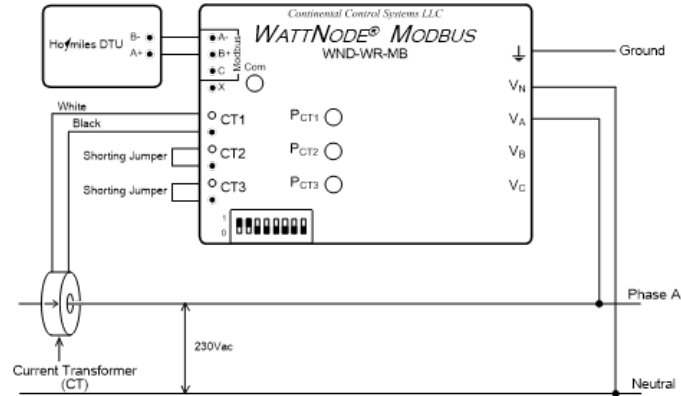 Continental Control Systems LLC
WATTNODE® MODBUS
WND-WR-MB
Hoymiles DTU
B-
A+
A-
B+
C
X
Modbus
Com
Ground
VN
VA
VB
VC
White
Black
CT1
CT2
CT3
PCT1
PCT2
PCT3
Shorting Jumper
Shorting Jumper
1
0
Phase A
230Vac
Current Transformer
(CT)
Neutral